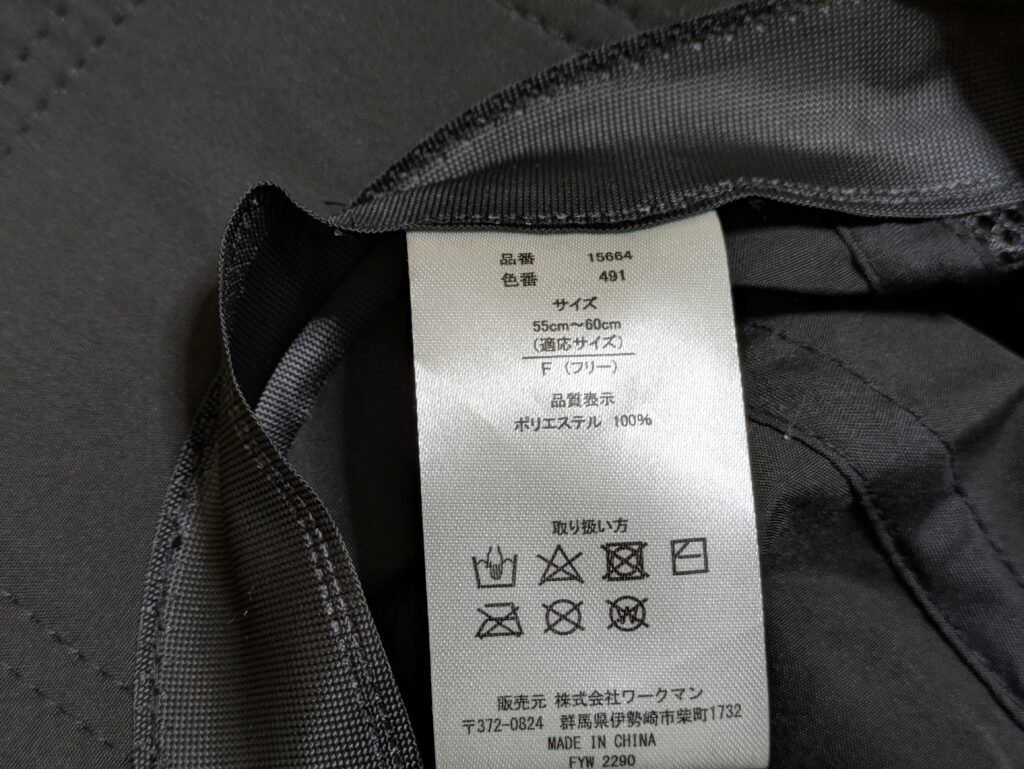 品番 15664
色番 491
サイズ
55cm～60cm
(適応サイズ)
F (フリー)
品質表示
ポリエステル 100%
取り扱い方
W
販売元 株式会社ワークマン
〒372-0824 群馬県伊勢崎市柴町1732
MADE IN CHINA
FYW 2290